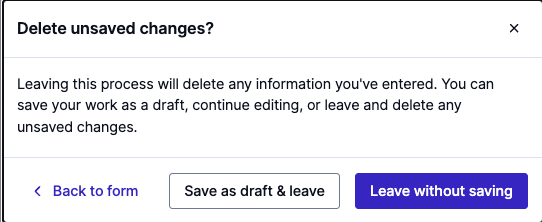 Delete unsaved changes?
Leaving this process will delete any information you've entered. You can
save your work as a draft, continue editing, or leave and delete any
unsaved changes.
Back to form
Save as draft & leave
Leave without saving